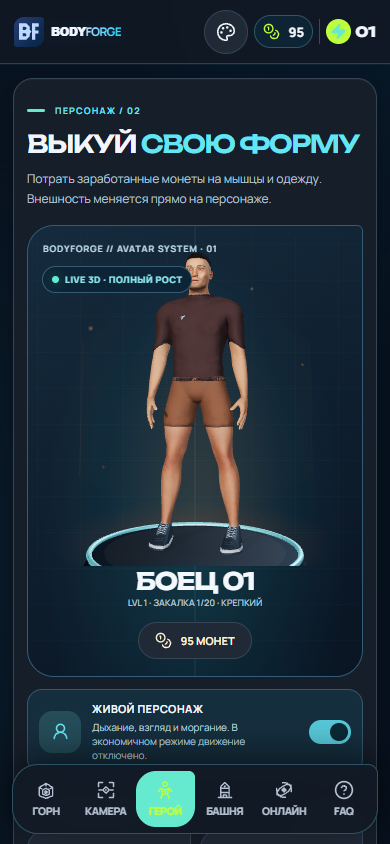 BF BODYFORGE 95 01
ПЕРСОНАЖ / 02
ВЫКУЙ СВОЮ ФОРМУ
Потрать заработанные монеты на мышцы и одежду.
Внешность меняется прямо на персонаже.
BODYFORGE // AVATAR SYSTEM · 01
LIVE 3D · ПОЛНЫЙ РОСТ
БОЕЦ 01
LVL 1 · ЗАКАЛКА 1/20 · КРЕПКИЙ
95 МОНЕТ
ЖИВОЙ ПЕРСОНАЖ
Дыхание, взгляд и моргание. В
экономичном режиме движение
отключено.
ГОРН КАМЕРА ГЕРОЙ БАШНЯ ОНЛАЙН FAQ